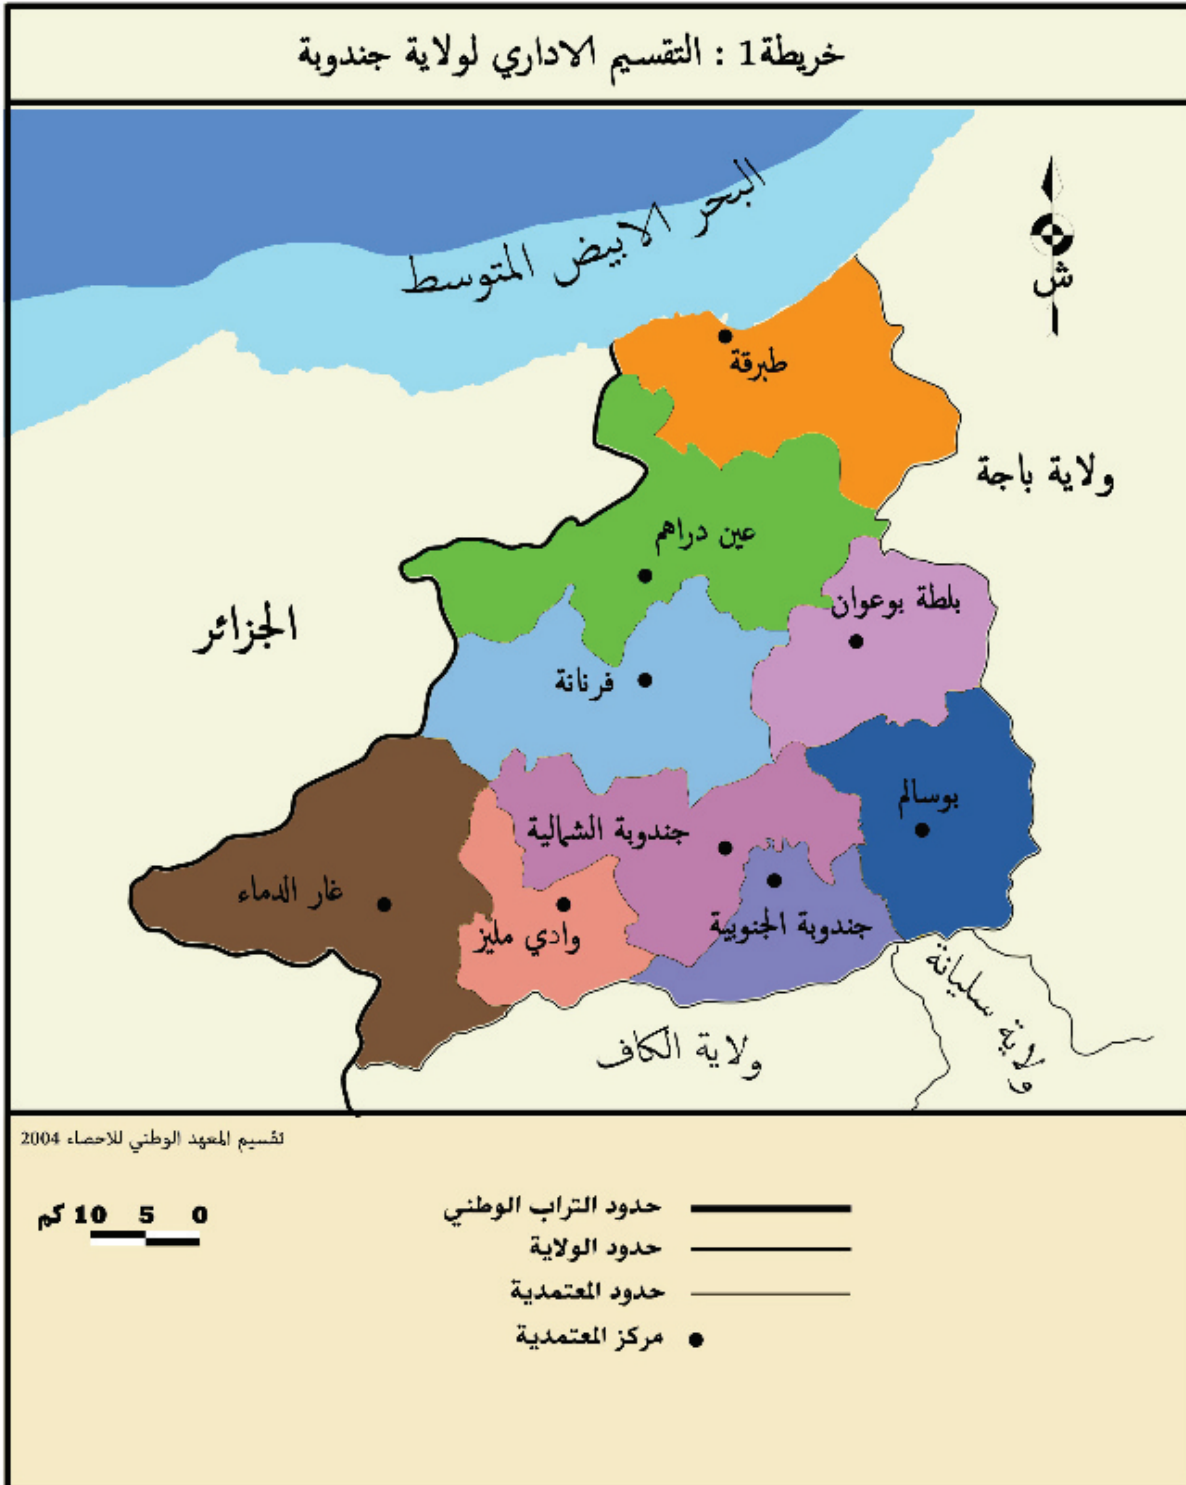 خريطة1 : التقسيم الاداري لولاية جندوبة
البحر الابيض المتوسط
ش
طبرقة
ولاية باجة
عين دراهم
بلطة بوعوان
الجزائر
فرنانة
بوسالم
جندوبة الشمالية
غار الدماء
جندوبة الجنوبية
وادي مليز
ولاية سليانة
ولاية الكاف
تقسيم المعهد الوطني للاحصاء 2004
0 5 10 كم
حدود التراب الوطني
حدود الولاية
حدود المعتمدية
مركز المعتمدية